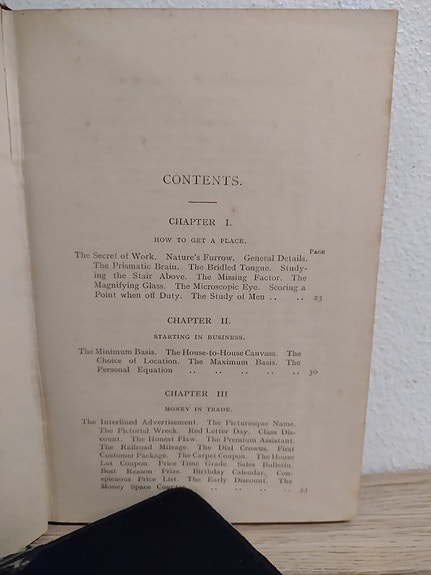 CONTENTS.
CHAPTER I.
HOW TO GET A PLACE.
PAGE
The Secret of Work. Nature's Furrow. General Details.
The Prismatic Brain. The Bridled Tongue. Study-
ing the Stair Above. The Missing Factor. The
Magnifying Glass. The Microscopic Eye. Scoring a
Point when off Duty. The Study of Men .. .. 23
CHAPTER II.
STARTING IN BUSINESS.
The Minimum Basis. The House-to-House Canvass. The
Choice of Location. The Maximum Basis. The
Personal Equation .. .. .. .. .. 30
CHAPTER III
MONEY IN TRADE.
The Interlined Advertisement. The Picturesque Name.
The Pictorial Wreck. Red Letter Day. Class Dis-
count. The Honest Flaw. The Premium Assistant.
The Railroad Mileage. The Dial Crowns. First
Customer Package. The Carpet Coupon. The House
Lot Coupon. Price Time Grade. Sales Bulletin.
Bust Reason Prize. Birthday Calendar. Con-
spicuous Price List. The Early Discount. The
Money Space .. .. .. ..